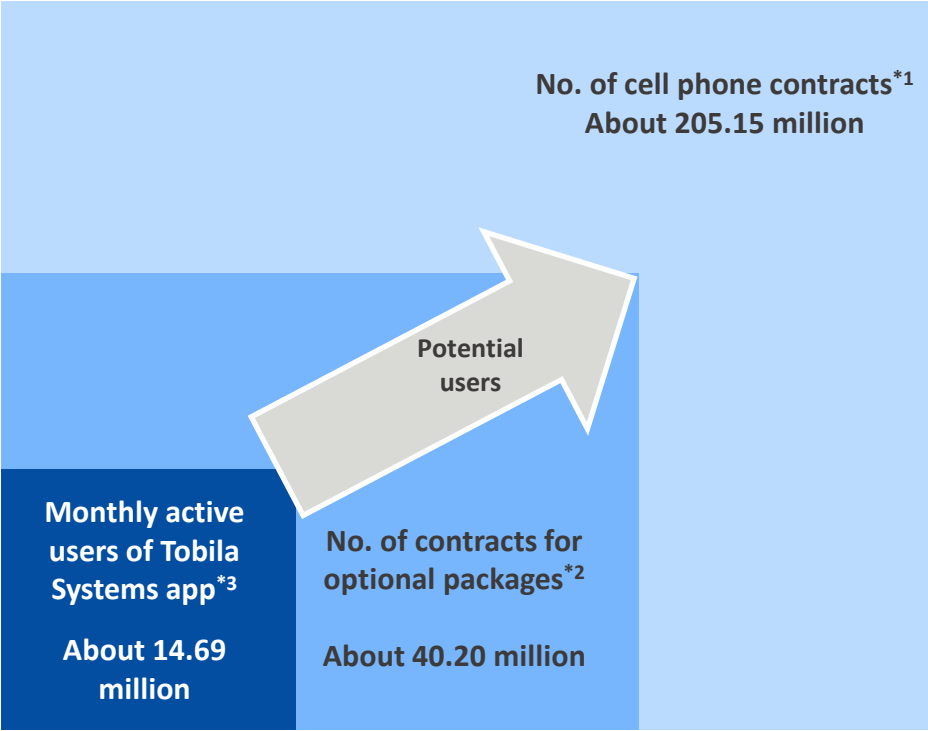 No. of cell phone contracts*1
About 205.15 million
Potential
users
Monthly active
users of Tobila
Systems app*3
About 14.69
million
No. of contracts for
optional packages*2
About 40.20 million